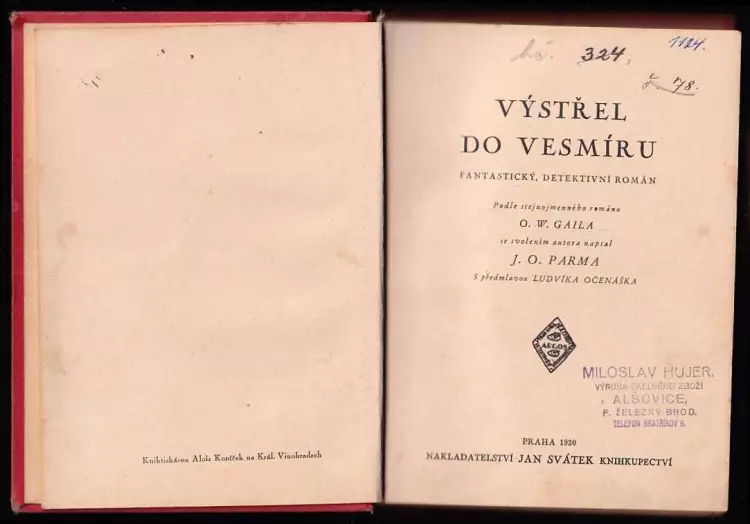 Knihtiskárna Alois Koníček na Král. Vinohradech
324.
1124.
78.
VÝSTŘEL
DO VESMÍRU
FANTASTICKÝ, DETEKTIVNÍ ROMÁN
Podle stejnojmenného románu
O. W. GAILA
se svolením autora napsal
J. O. PARMA
S předmluvou LUDVÍKA OČENÁŠKA
MILOSLAV HUJER,
VÝROBA SKELNÉHO ZBOŽÍ
ALŠOVICE,
P. ŽELEZNÝ BROD.
TELEFON BRATŘÍKOV 8.
PRAHA 1930
NAKLADATELSTVÍ JAN SVÁTEK KNIHKUPECTVÍ